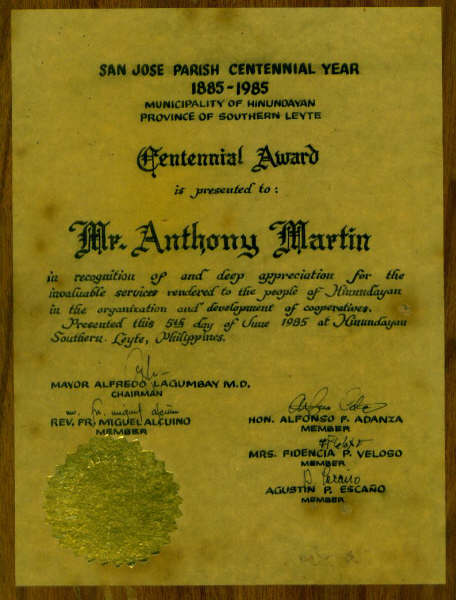 SAN JOSE PARISH CENTENNIAL YEAR
1885-1985
MUNICIPALITY OF HINUNDAYAN
PROVINCE OF SOUTHERN LEYTE
Centennial Award
is presented to:
Mr. Anthony Martin
in recognition of and deep appreciation for the
invaluable services rendered to the people of Hinundayan
in the organization and development of cooperatives.
Presented this 5th day of June 1985 at Hinundayan
Southern Leyte, Philippines.
MAYOR ALFREDO LAGUMBAY M.D.
CHAIRMAN
REV. FR. MIGUEL ALCUINO
MEMBER
HON. ALFONSO F. ADANZA
MEMBER
MRS. FIDENCIA P. VELOSO
MEMBER
AGUSTIN P. ESCAÑO
MEMBER